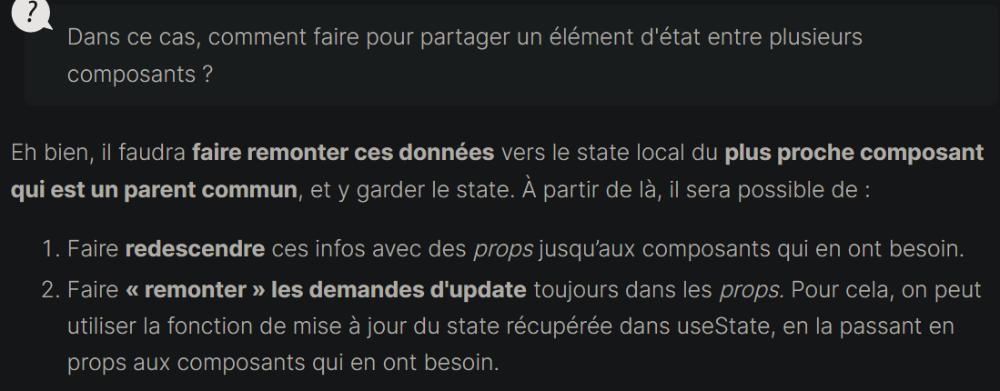 ?
Dans ce cas, comment faire pour partager un élément d'état entre plusieurs
composants ?
Eh bien, il faudra faire remonter ces données vers le state local du plus proche composant
qui est un parent commun, et y garder le state. À partir de là, il sera possible de :
1. Faire redescendre ces infos avec des props jusqu’aux composants qui en ont besoin.
2. Faire « remonter » les demandes d'update toujours dans les props. Pour cela, on peut
utiliser la fonction de mise à jour du state récupérée dans useState, en la passant en
props aux composants qui en ont besoin.